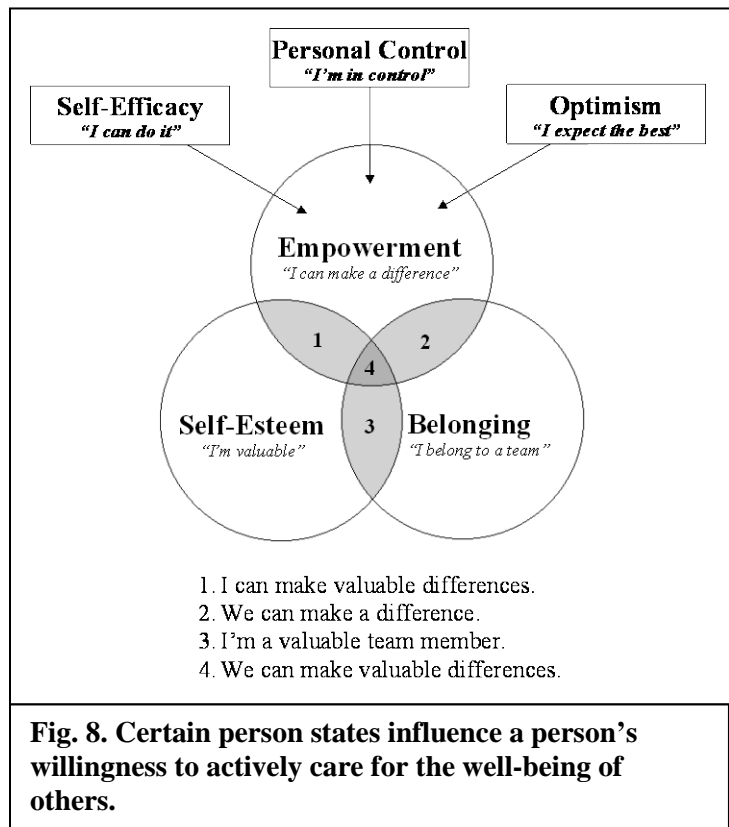 Personal Control
“I’m in control”
Self-Efficacy
“I can do it”
Optimism
“I expect the best”
Empowerment
“I can make a difference”
1
2
4
3
Self-Esteem
“I’m valuable”
Belonging
“I belong to a team”
1. I can make valuable differences.
2. We can make a difference.
3. I’m a valuable team member.
4. We can make valuable differences.
Fig. 8. Certain person states influence a person’s
willingness to actively care for the well-being of
others.